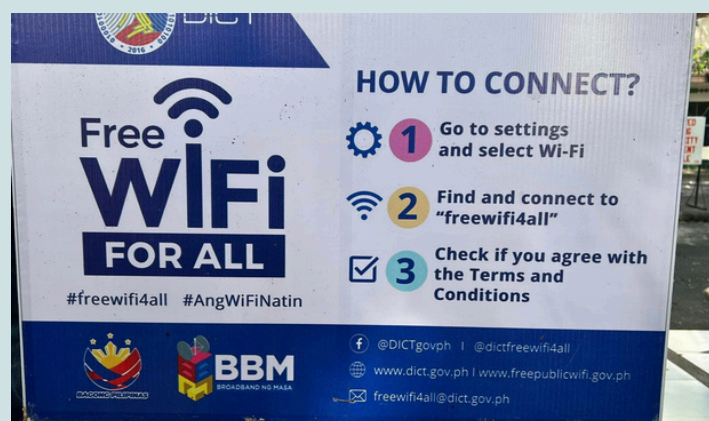 DICT
2016
Free
WiFi
FOR ALL
#freewifi4all #AngWiFiNatin
HOW TO CONNECT?
1 Go to settings
and select Wi-Fi
2 Find and connect to
“freewifi4all”
3 Check if you agree with
the Terms and
Conditions
BAGONG PILIPINAS
BBM
BROADBAND NG MASA
@DICTgovph | @dictfreewifi4all
www.dict.gov.ph | www.freepublicwifi.gov.ph
freewifi4all@dict.gov.ph